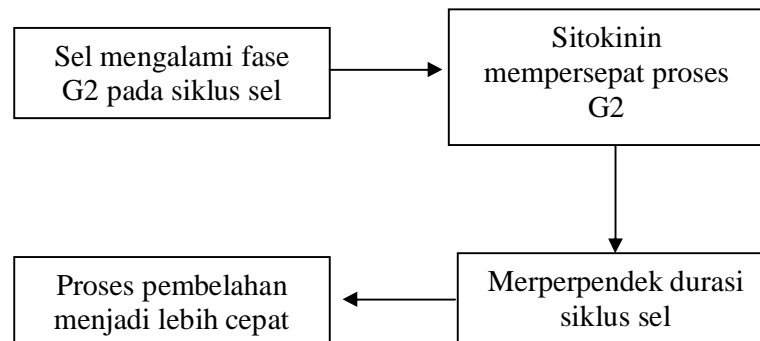 Sel mengalami fase
G2 pada siklus sel
Sitokinin
mempersepat proses
G2
Merperpendek durasi
siklus sel
Proses pembelahan
menjadi lebih cepat